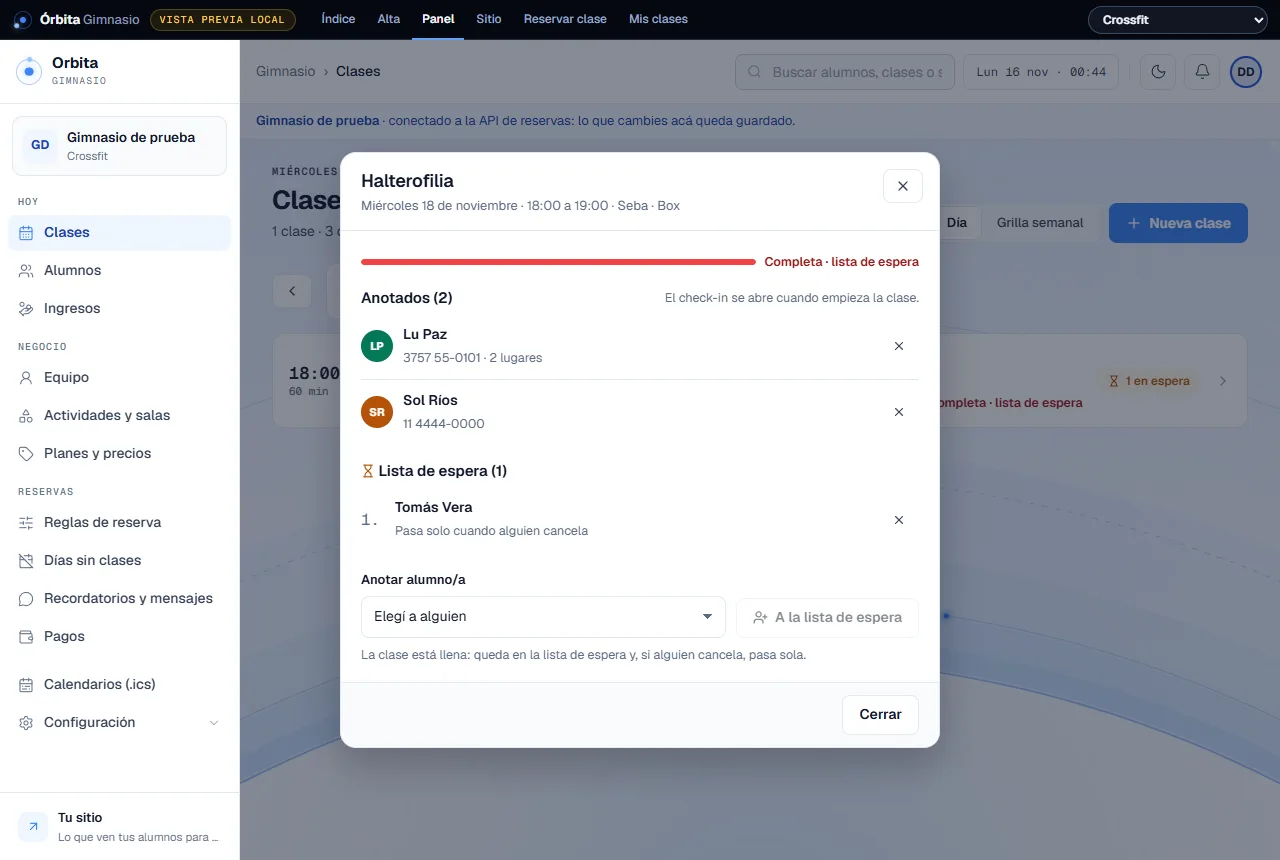 Órbita Gimnasio VISTA PREVIA LOCAL Índice Alta Panel Sitio Reservar clase Mis clases Crossfit
Orbita
GIMNASIO
GD Gimnasio de prueba
Crossfit
HOY
Clases
Alumnos
Ingresos
NEGOCIO
Equipo
Actividades y salas
Planes y precios
RESERVAS
Reglas de reserva
Días sin clases
Recordatorios y mensajes
Pagos
Calendarios (.ics)
Configuración
Tu sitio
Lo que ven tus alumnos para …
Gimnasio › Clases
Buscar alumnos, clases o s
Lun 16 nov · 00:44
DD
Gimnasio de prueba · conectado a la API de reservas: lo que cambies acá queda guardado.
MIÉRCOLES
Clase
1 clase · 3
Día
Grilla semanal
+ Nueva clase
18:00
60 min
1 en espera
ompleta · lista de espera
Halterofilia
Miércoles 18 de noviembre · 18:00 a 19:00 · Seba · Box
Completa · lista de espera
Anotados (2)
El check-in se abre cuando empieza la clase.
LP Lu Paz
3757 55-0101 · 2 lugares
SR Sol Ríos
11 4444-0000
Lista de espera (1)
1. Tomás Vera
Pasa solo cuando alguien cancela
Anotar alumno/a
Elegí a alguien
A la lista de espera
La clase está llena: queda en la lista de espera y, si alguien cancela, pasa sola.
Cerrar